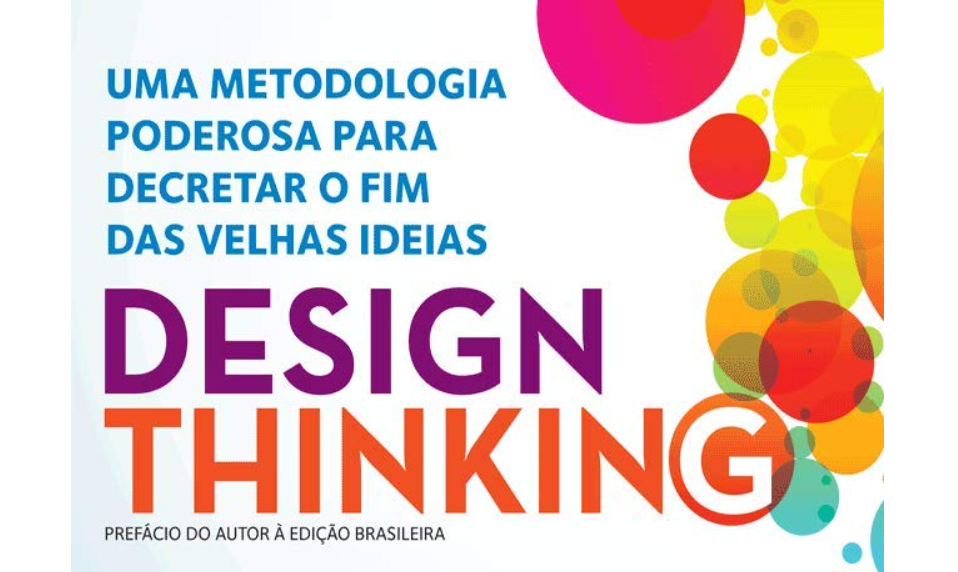 UMA METODOLOGIA
PODEROSA PARA
DECRETAR O FIM
DAS VELHAS IDEIAS
DESIGN
THINKING
PREFÁCIO DO AUTOR À EDIÇÃO BRASILEIRA